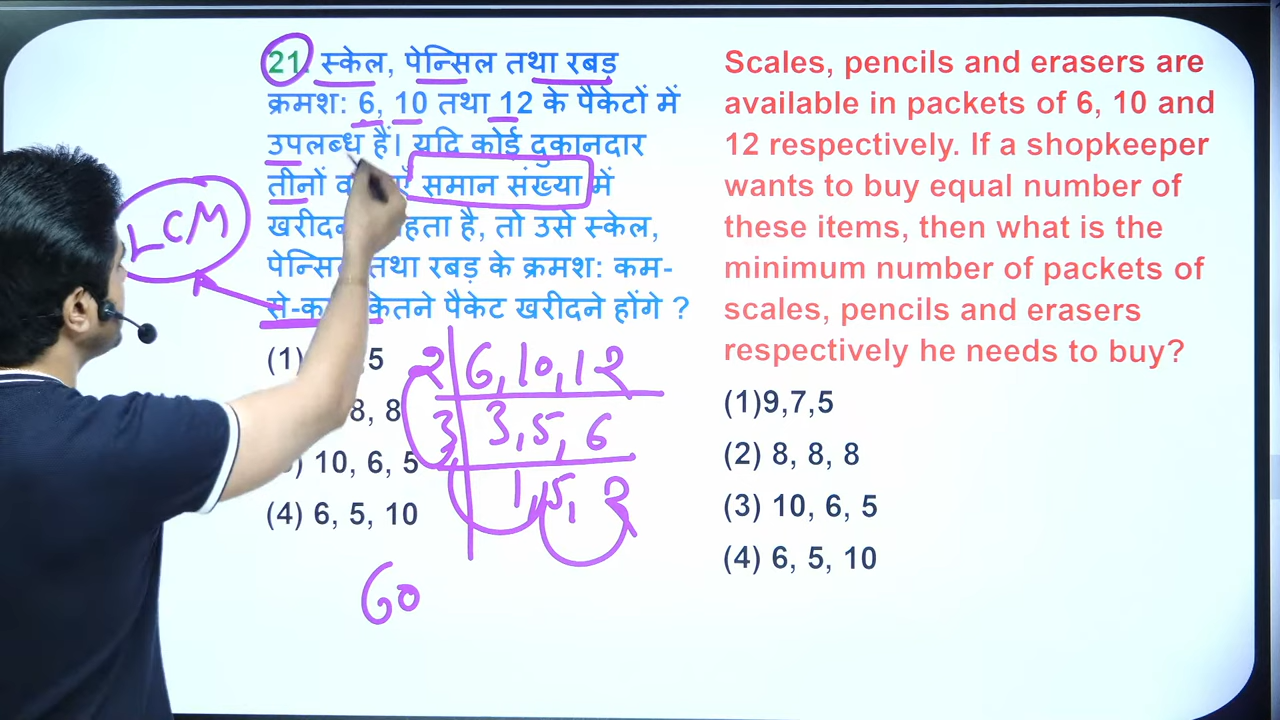 21 स्केल, पेन्सिल तथा रबड़
क्रमश: 6, 10 तथा 12 के पैकेटों में
उपलब्ध हैं। यदि कोई दुकानदार
तीनों समान संख्या में
खरीदन है, तो उसे स्केल,
पेन्सिल तथा रबड़ के क्रमश: कम-
से-कम कितने पैकेट खरीदने होंगे ?
(1) 5
8, 8
10, 6, 5
(4) 6, 5, 10
LCM
2 6, 10, 12
3 3, 5, 6
1, 5, 2
60
Scales, pencils and erasers are
available in packets of 6, 10 and
12 respectively. If a shopkeeper
wants to buy equal number of
these items, then what is the
minimum number of packets of
scales, pencils and erasers
respectively he needs to buy?
(1)9,7,5
(2) 8, 8, 8
(3) 10, 6, 5
(4) 6, 5, 10